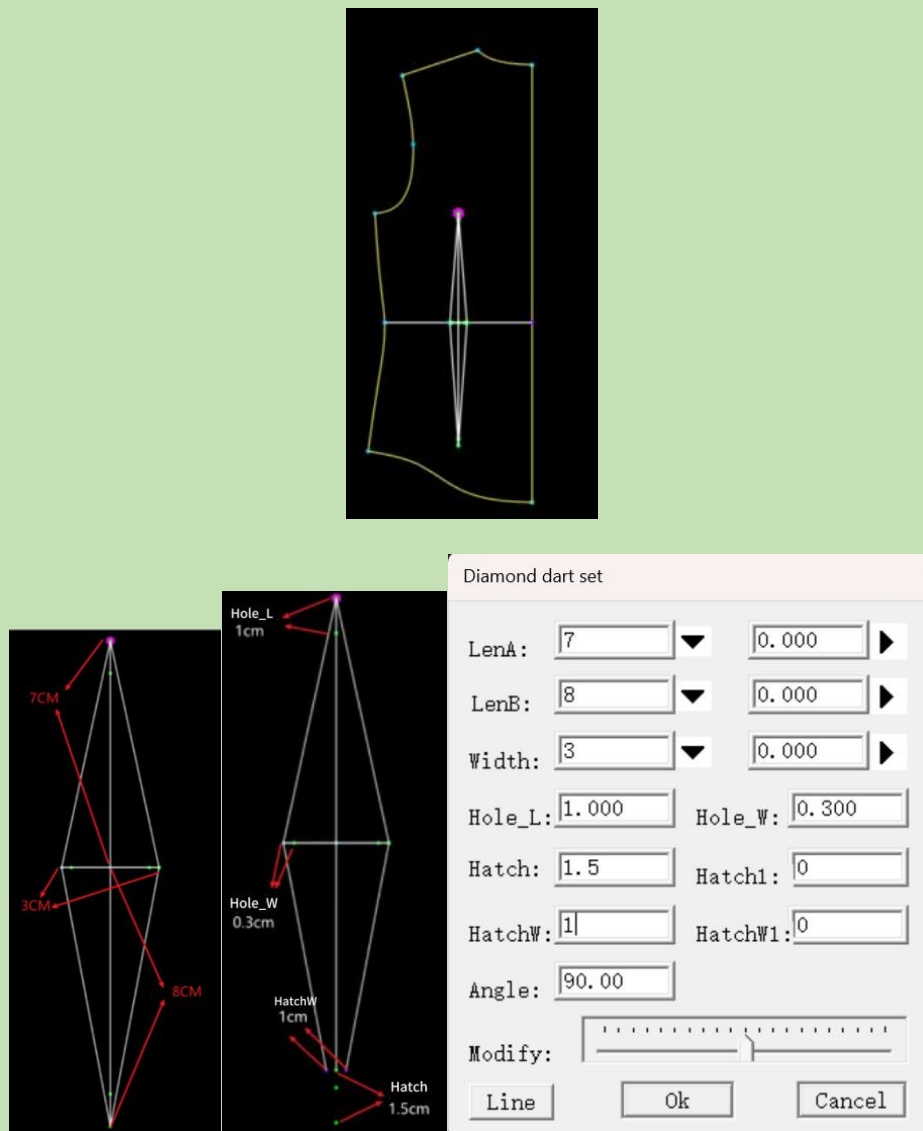 7CM
3CM
8CM
Hole_L
1cm
Hole_W
0.3cm
HatchW
1cm
Hatch
1.5cm
Diamond dart set
LenA: 7 0.000
LenB: 8 0.000
Width: 3 0.000
Hole_L: 1.000 Hole_W: 0.300
Hatch: 1.5 Hatch1: 0
HatchW: 1 HatchW1: 0
Angle: 90.00
Modify:
Line Ok Cancel